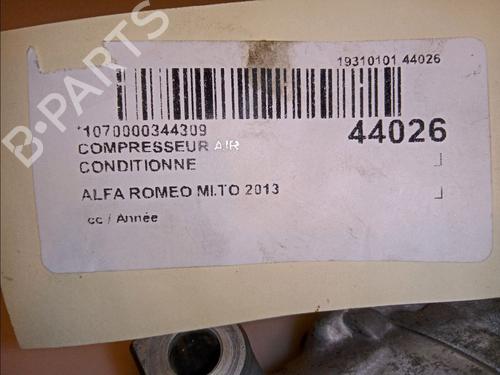 B-PARTS
19310101 44026
*1070000344309
44026
COMPRESSEUR AIR
CONDITIONNE
ALFA ROMEO MI.TO 2013
cc / Année